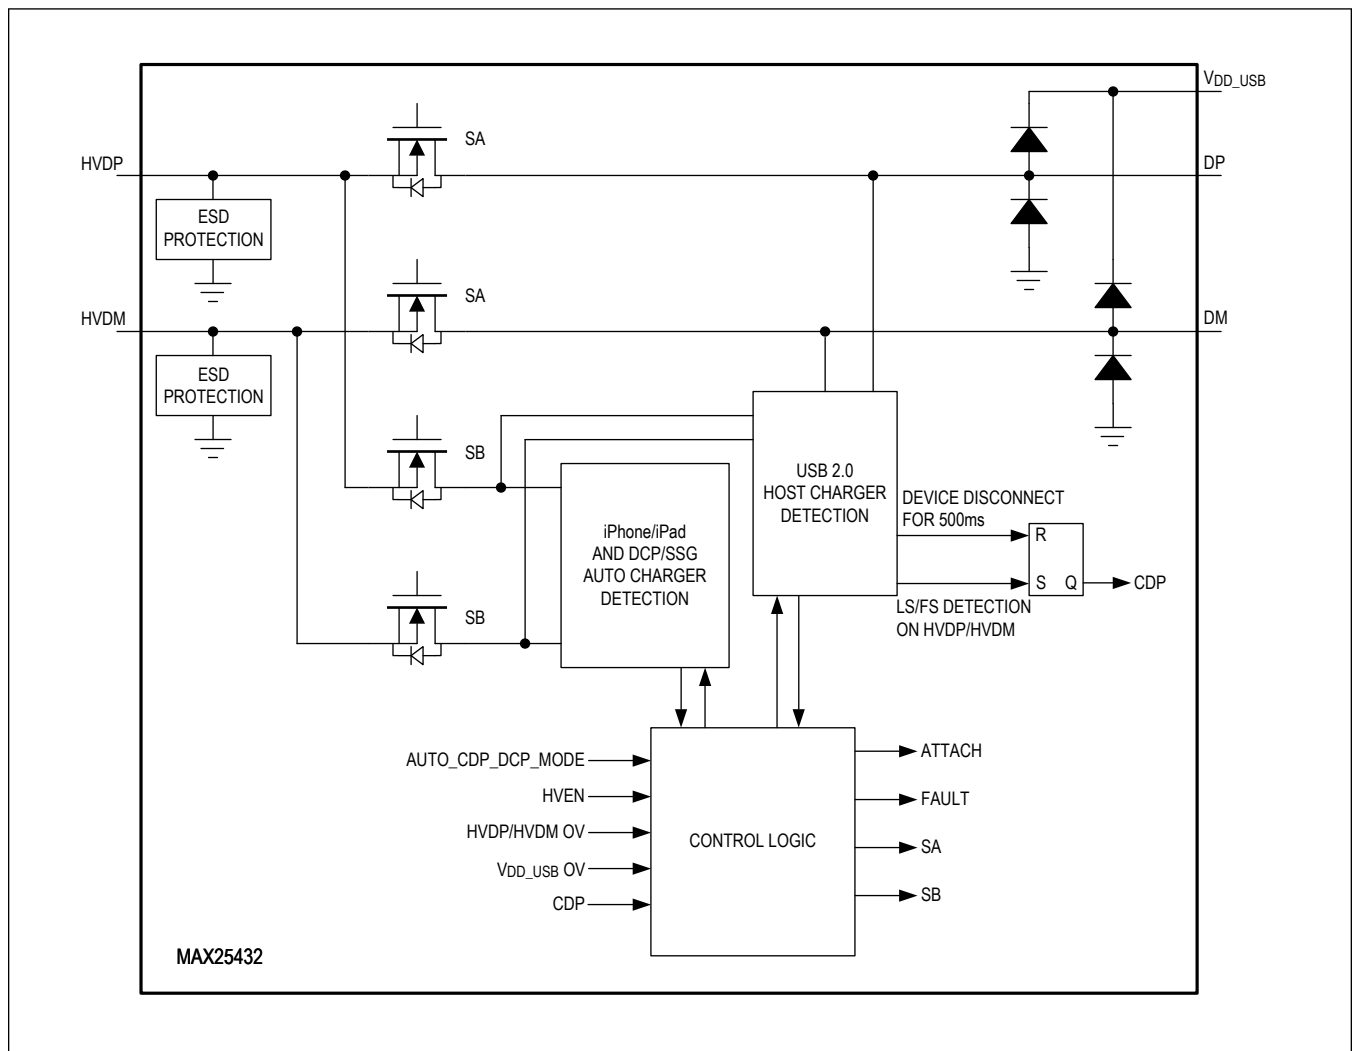 VDD_USB
SA
HVDP
DP
ESD
PROTECTION
SA
HVDM
DM
ESD
PROTECTION
SB
USB 2.0
HOST CHARGER
DETECTION
DEVICE DISCONNECT
FOR 500ms
iPhone/iPad
AND DCP/SSG
AUTO CHARGER
DETECTION
R
S Q
CDP
SB
LS/FS DETECTION
ON HVDP/HVDM
AUTO_CDP_DCP_MODE
HVEN
HVDP/HVDM OV
VDD_USB OV
CDP
CONTROL LOGIC
ATTACH
FAULT
SA
SB
MAX25432